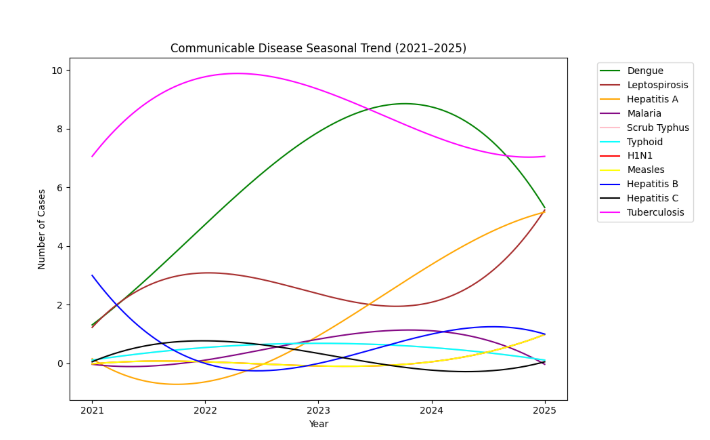 Communicable Disease Seasonal Trend (2021–2025)
Number of Cases
10
8
6
4
2
0
2021 2022 2023 2024 2025
Year
Dengue
Leptospirosis
Hepatitis A
Malaria
Scrub Typhus
Typhoid
H1N1
Measles
Hepatitis B
Hepatitis C
Tuberculosis